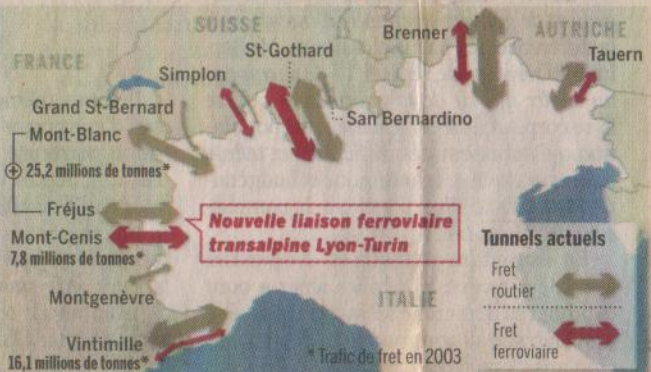 SUISSE
AUTRICHE
FRANCE
Brenner
St-Gothard
Tauern
Simplon
Grand St-Bernard
San Bernardino
Mont-Blanc
+ 25,2 millions de tonnes*
Fréjus
Mont-Cenis
7,8 millions de tonnes*
Nouvelle liaison ferroviaire
transalpine Lyon-Turin
Montgenèvre
ITALIE
Vintimille
16,1 millions de tonnes*
* Trafic de fret en 2003
Tunnels actuels
Fret
routier
Fret
ferroviaire